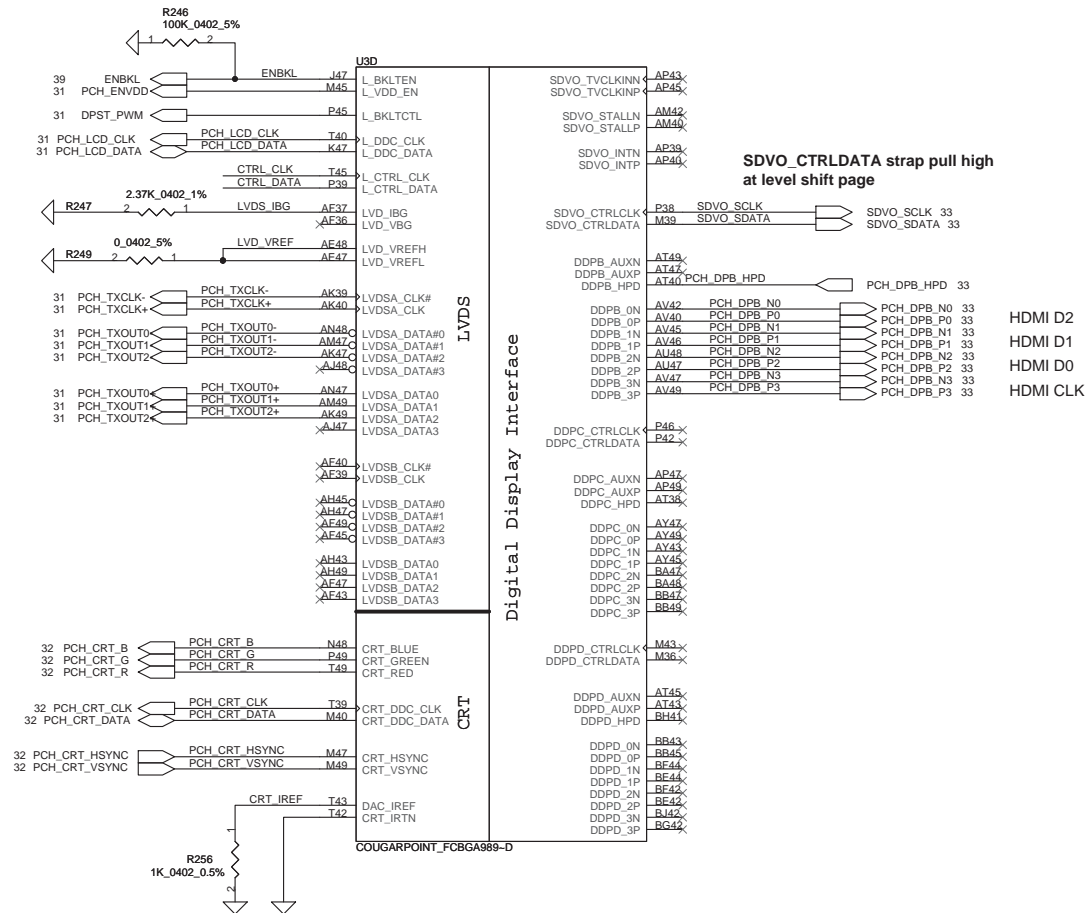 R246
100K_0402_5%
1 2
U3D
39 ENBKL ENBKL J47 L_BKLTEN
31 PCH_ENVDD M45 L_VDD_EN
31 DPST_PWM P45 L_BKLTCTL
31 PCH_LCD_CLK PCH_LCD_CLK T40 L_DDC_CLK
31 PCH_LCD_DATA PCH_LCD_DATA K47 L_DDC_DATA
CTRL_CLK T45 L_CTRL_CLK
CTRL_DATA P39 L_CTRL_DATA
2.37K_0402_1%
R247 2 1 LVDS_IBG AF37 LVD_IBG
AF36 LVD_VBG
0_0402_5%
R249 2 1 LVD_VREF AE48 LVD_VREFH
AE47 LVD_VREFL
31 PCH_TXCLK- PCH_TXCLK- AK39 LVDSA_CLK#
31 PCH_TXCLK+ PCH_TXCLK+ AK40 LVDSA_CLK
31 PCH_TXOUT0- PCH_TXOUT0- AN48 LVDSA_DATA#0
31 PCH_TXOUT1- PCH_TXOUT1- AM47 LVDSA_DATA#1
31 PCH_TXOUT2- PCH_TXOUT2- AK47 LVDSA_DATA#2
AJ48 LVDSA_DATA#3
31 PCH_TXOUT0+ PCH_TXOUT0+ AN47 LVDSA_DATA0
31 PCH_TXOUT1+ PCH_TXOUT1+ AM49 LVDSA_DATA1
31 PCH_TXOUT2+ PCH_TXOUT2+ AK49 LVDSA_DATA2
AJ47 LVDSA_DATA3
AF40 LVDSB_CLK#
AF39 LVDSB_CLK
AH45 LVDSB_DATA#0
AH47 LVDSB_DATA#1
AF49 LVDSB_DATA#2
AF45 LVDSB_DATA#3
AH43 LVDSB_DATA0
AH49 LVDSB_DATA1
AF47 LVDSB_DATA2
AF43 LVDSB_DATA3
LVDS
32 PCH_CRT_B PCH_CRT_B N48 CRT_BLUE
32 PCH_CRT_G PCH_CRT_G P49 CRT_GREEN
32 PCH_CRT_R PCH_CRT_R T49 CRT_RED
32 PCH_CRT_CLK PCH_CRT_CLK T39 CRT_DDC_CLK
32 PCH_CRT_DATA PCH_CRT_DATA M40 CRT_DDC_DATA
32 PCH_CRT_HSYNC PCH_CRT_HSYNC M47 CRT_HSYNC
32 PCH_CRT_VSYNC PCH_CRT_VSYNC M49 CRT_VSYNC
CRT_IREF T43 DAC_IREF
T42 CRT_IRTN
CRT
1
R256
1K_0402_0.5%
2
COUGARPOINT_FCBGA989~D
Digital Display Interface
SDVO_TVCLKINN AP43
SDVO_TVCLKINP AP45
SDVO_STALLN AM42
SDVO_STALLP AM40
SDVO_INTN AP39
SDVO_INTP AP40
SDVO_CTRLDATA strap pull high
at level shift page
SDVO_CTRLCLK P38 SDVO_SCLK SDVO_SCLK 33
SDVO_CTRLDATA M39 SDVO_SDATA SDVO_SDATA 33
DDPB_AUXN AT49
DDPB_AUXP AT47
DDPB_HPD AT40 PCH_DPB_HPD PCH_DPB_HPD 33
DDPB_0N AV42 PCH_DPB_N0 PCH_DPB_N0 33
DDPB_0P AV40 PCH_DPB_P0 PCH_DPB_P0 33 HDMI D2
DDPB_1N AV45 PCH_DPB_N1 PCH_DPB_N1 33
DDPB_1P AV46 PCH_DPB_P1 PCH_DPB_P1 33 HDMI D1
DDPB_2N AU48 PCH_DPB_N2 PCH_DPB_N2 33
DDPB_2P AU47 PCH_DPB_P2 PCH_DPB_P2 33 HDMI D0
DDPB_3N AV47 PCH_DPB_N3 PCH_DPB_N3 33
DDPB_3P AV49 PCH_DPB_P3 PCH_DPB_P3 33 HDMI CLK
DDPC_CTRLCLK P46
DDPC_CTRLDATA P42
DDPC_AUXN AP47
DDPC_AUXP AP49
DDPC_HPD AT38
DDPC_0N AY47
DDPC_0P AY49
DDPC_1N AY43
DDPC_1P AY45
DDPC_2N BA47
DDPC_2P BA48
DDPC_3N BB47
DDPC_3P BB49
DDPD_CTRLCLK M43
DDPD_CTRLDATA M36
DDPD_AUXN AT45
DDPD_AUXP AT43
DDPD_HPD BH41
DDPD_0N BB43
DDPD_0P BB45
DDPD_1N BF44
DDPD_1P BE44
DDPD_2N BF42
DDPD_2P BE42
DDPD_3N BJ42
DDPD_3P BG42